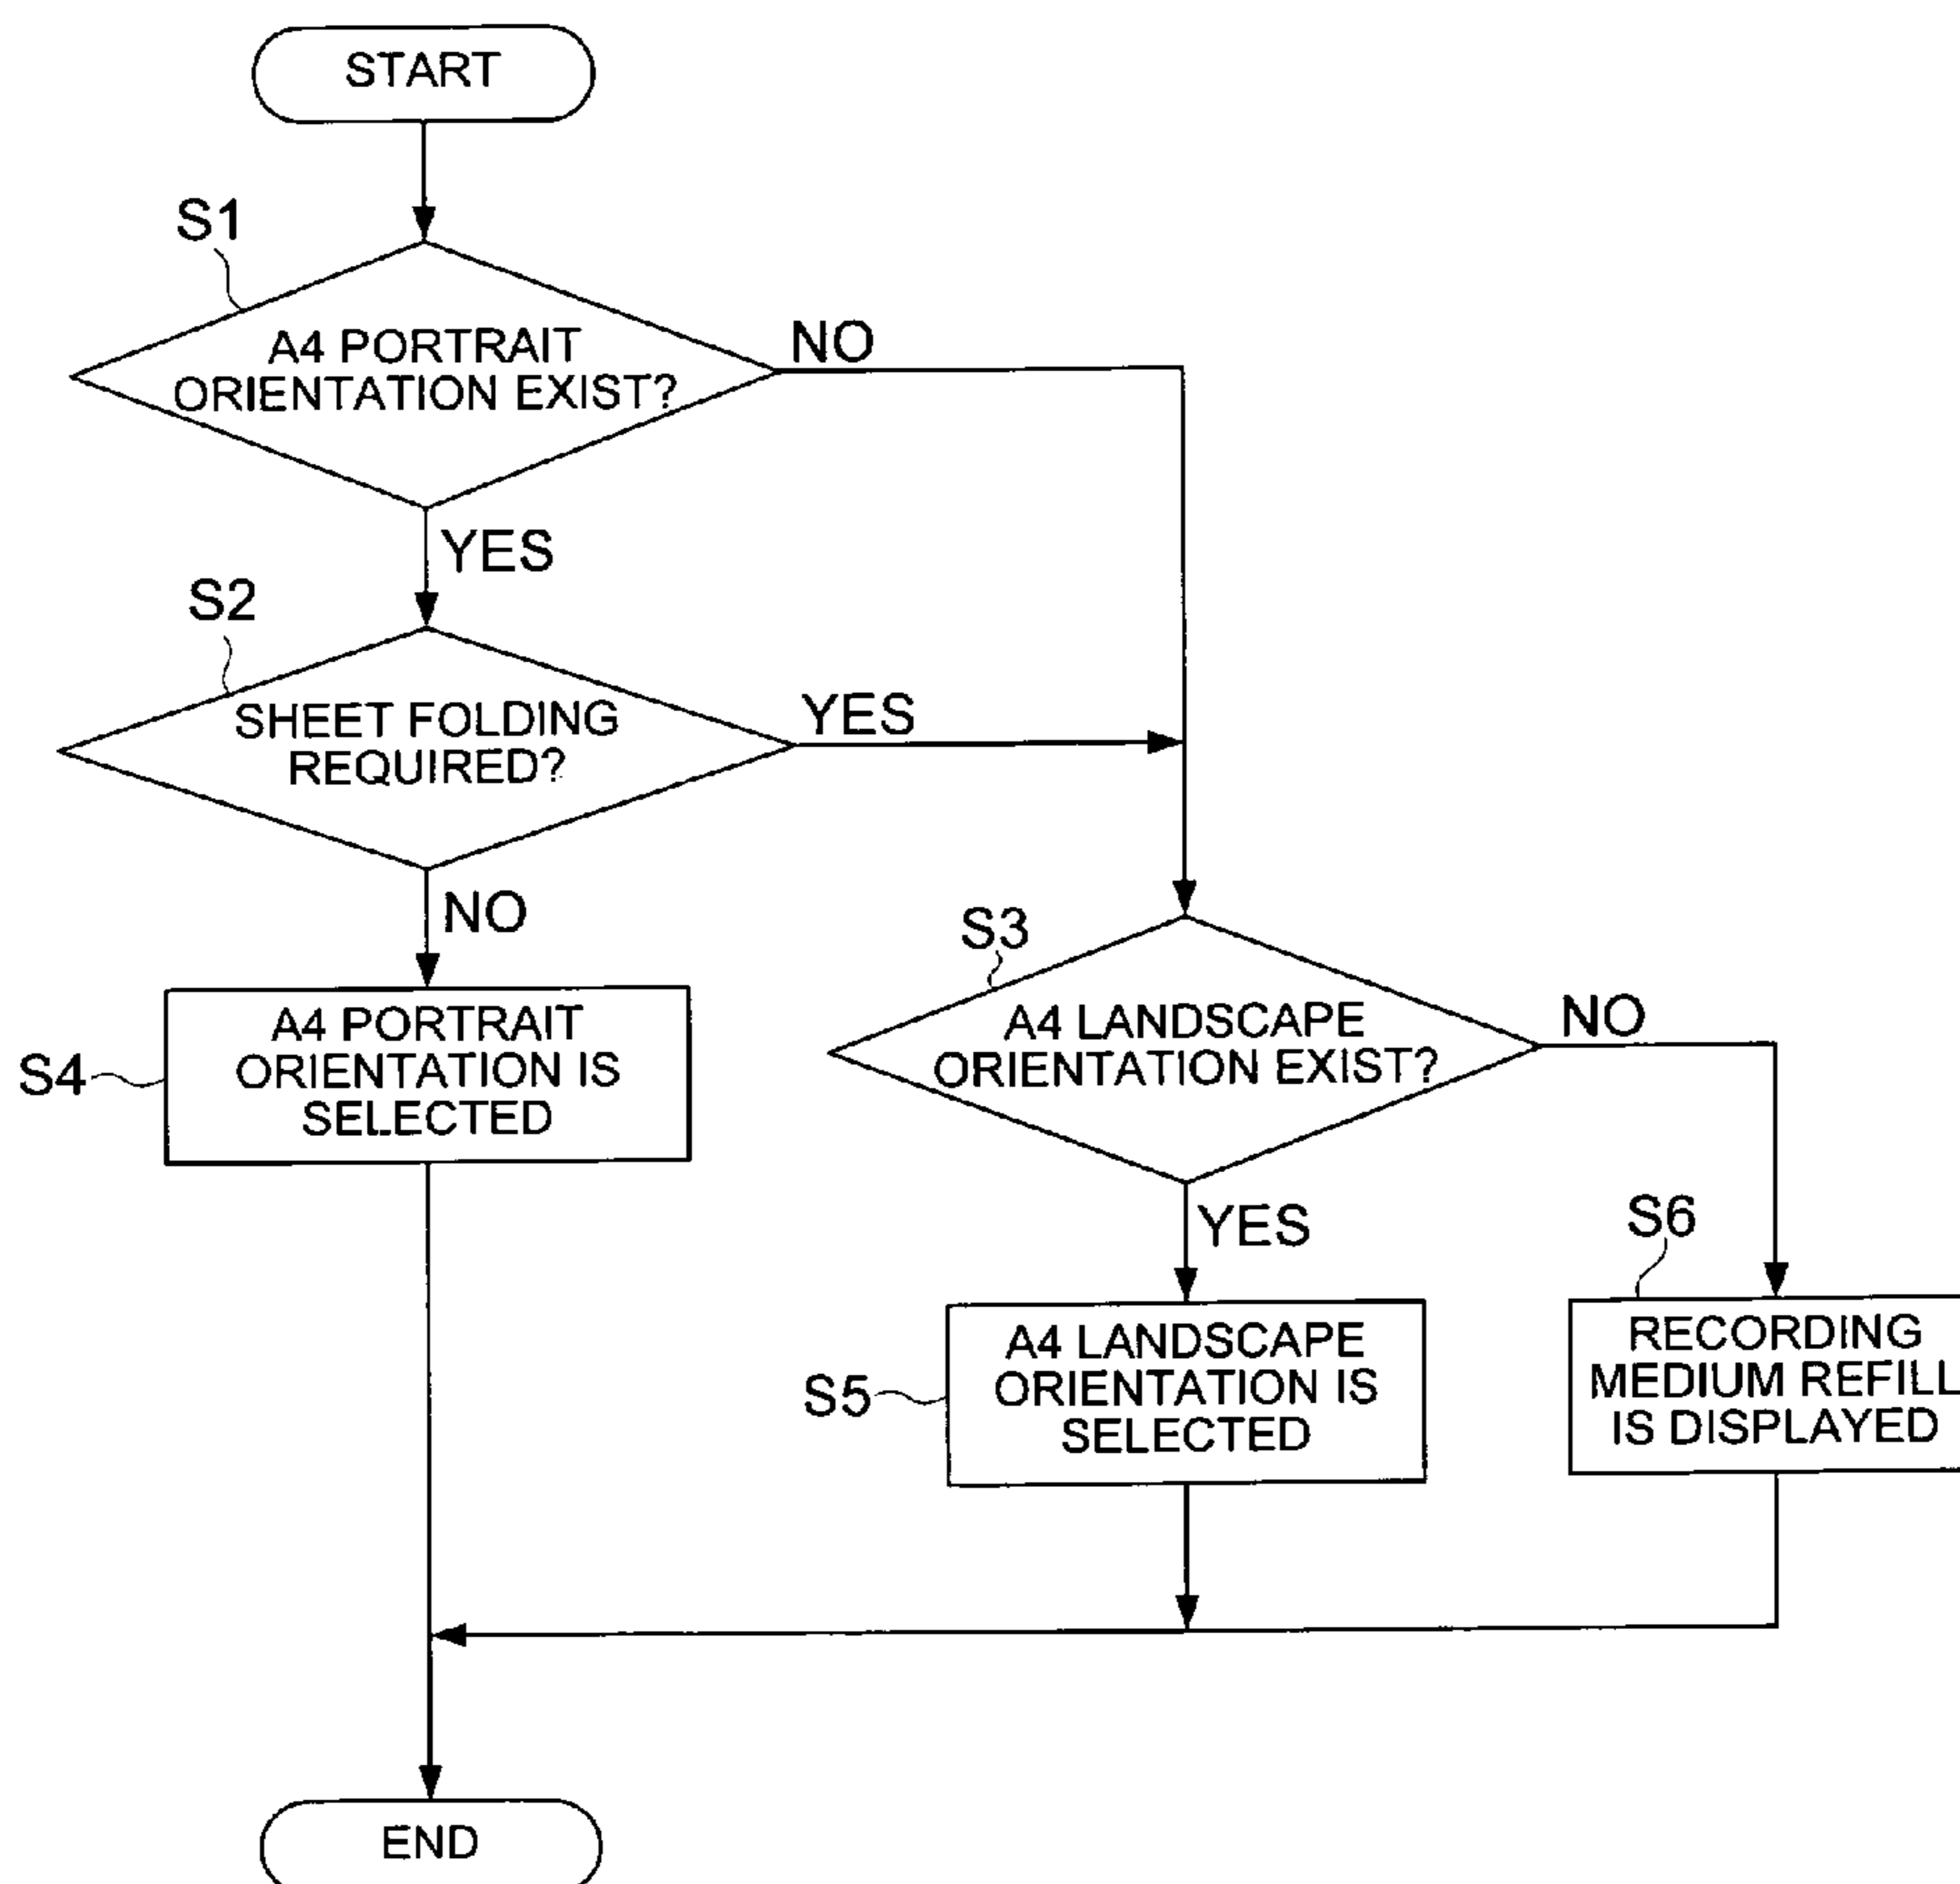 START
S1
A4 PORTRAIT
ORIENTATION EXIST?
NO
YES
S2
SHEET FOLDING
REQUIRED?
YES
NO
S3
A4 LANDSCAPE
ORIENTATION EXIST?
NO
S4
A4 PORTRAIT
ORIENTATION IS
SELECTED
YES
S6
S5
A4 LANDSCAPE
ORIENTATION IS
SELECTED
RECORDING
MEDIUM REFILL
IS DISPLAYED
END